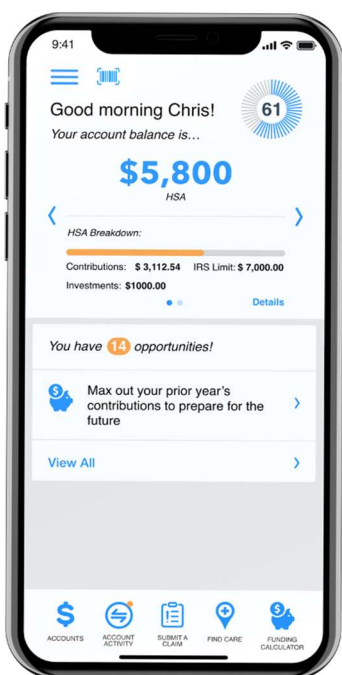 9:41
Good morning Chris!
61
Your account balance is...
$5,800
HSA
HSA Breakdown:
Contributions: $ 3,112.54 IRS Limit: $ 7,000.00
Investments: $1000.00
Details
You have 14 opportunities!
Max out your prior year's
contributions to prepare for the
future
View All
ACCOUNTS
ACCOUNT
ACTIVITY
SUBMIT A
CLAIM
FIND CARE
FUNDING
CALCULATOR